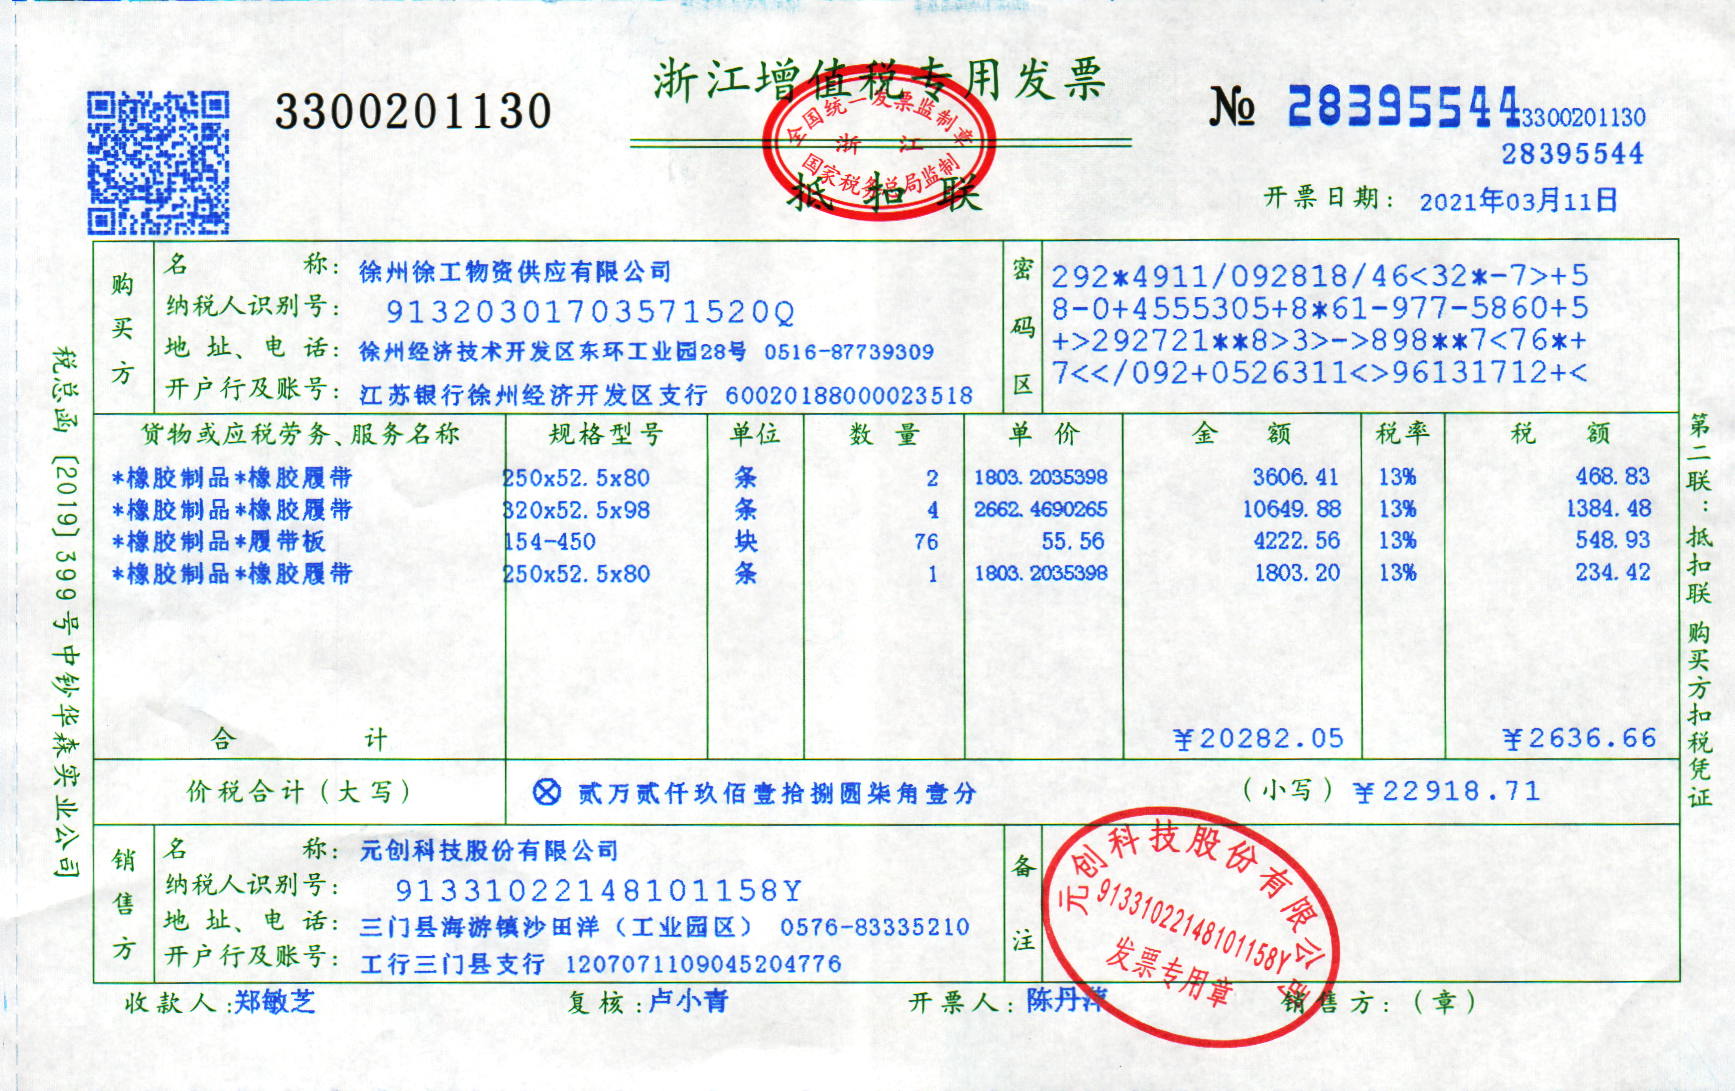 浙江增值税专用发票
3300201130
№ 28395544
3300201130
28395544
全国统一发票监制章
浙 江
国家税务总局监制
抵 扣 联
开票日期: 2021年03月11日
购买方
名 称: 徐州徐工物资供应有限公司
纳税人识别号: 91320301703571520Q
地 址、电 话: 徐州经济技术开发区东环工业园28号 0516-87739309
开户行及账号: 江苏银行徐州经济开发区支行 60020188000023518
密码区
292*4911/092818/46<32*-7>+5
8-0+4555305+8*61-977-5860+5
+>292721**8>3>->898**7<76*+
7<</092+0526311<>96131712+<
货物或应税劳务、服务名称 规格型号 单位 数 量 单 价 金 额 税率 税 额
*橡胶制品*橡胶履带 250x52.5x80 条 2 1803.2035398 3606.41 13% 468.83
*橡胶制品*橡胶履带 320x52.5x98 条 4 2662.4690265 10649.88 13% 1384.48
*橡胶制品*履带板 154-450 块 76 55.56 4222.56 13% 548.93
*橡胶制品*橡胶履带 250x52.5x80 条 1 1803.2035398 1803.20 13% 234.42
合 计 ¥20282.05 ¥2636.66
价税合计(大写) ⊗ 贰万贰仟玖佰壹拾捌圆柒角壹分 (小写) ¥22918.71
销售方
名 称: 元创科技股份有限公司
纳税人识别号: 91331022148101158Y
地 址、电 话: 三门县海游镇沙田洋(工业园区) 0576-83335210
开户行及账号: 工行三门县支行 1207071109045204776
备注
元创科技股份有限公司
91331022148101158Y
发票专用章
收款人:郑敏芝 复核:卢小青 开票人:陈丹萍 销售方:(章)
税总函〔2019〕399号中钞华森实业公司
第二联:抵扣联 购买方扣税凭证